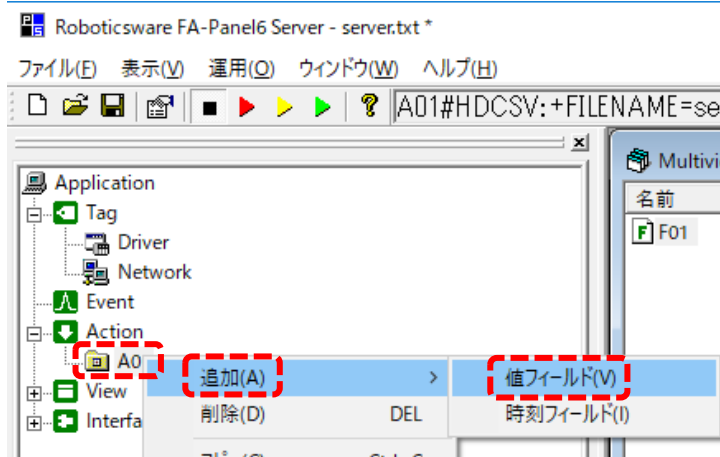 Roboticsware FA-Panel6 Server - server.txt *
ファイル(F) 表示(V) 運用(O) ウィンドウ(W) ヘルプ(H)
A01#HDCSV:+FILENAME=se
Application
Tag
Driver
Network
Event
Action
A0
View
Interfa
追加(A)
削除(D) DEL
値フィールド(V)
時刻フィールド(I)
Multivi
名前
F01